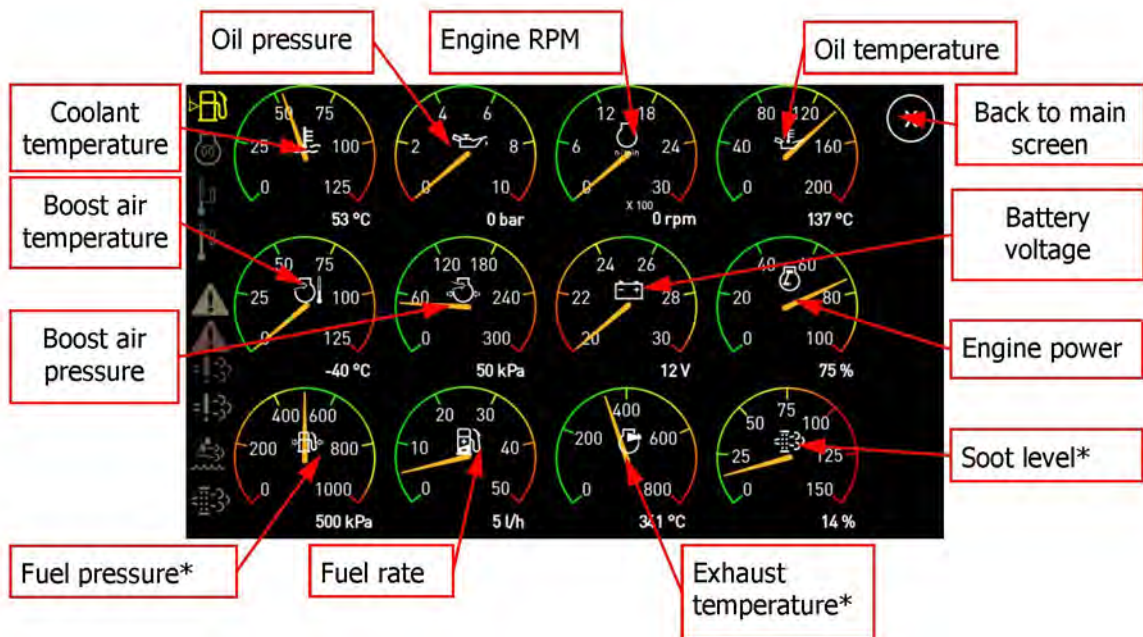 Oil pressure
Engine RPM
Oil temperature
Coolant
temperature
Back to main
screen
Boost air
temperature
Battery
voltage
Boost air
pressure
Engine power
Soot level*
Fuel pressure*
Fuel rate
Exhaust
temperature*
0 25 50 75 100 125
53 °C
0 2 4 6 8 10
0 bar
0 6 12 18 24 30
n/min
X 100
0 rpm
0 40 80 120 160 200
137 °C
X
0 25 50 75 100 125
-40 °C
0 60 120 180 240 300
50 kPa
20 22 24 26 28 30
12 V
0 20 40 60 80 100
75 %
0 200 400 600 800 1000
500 kPa
0 10 20 30 40 50
5 l/h
0 200 400 600 800
341 °C
0 25 50 75 100 125 150
14 %